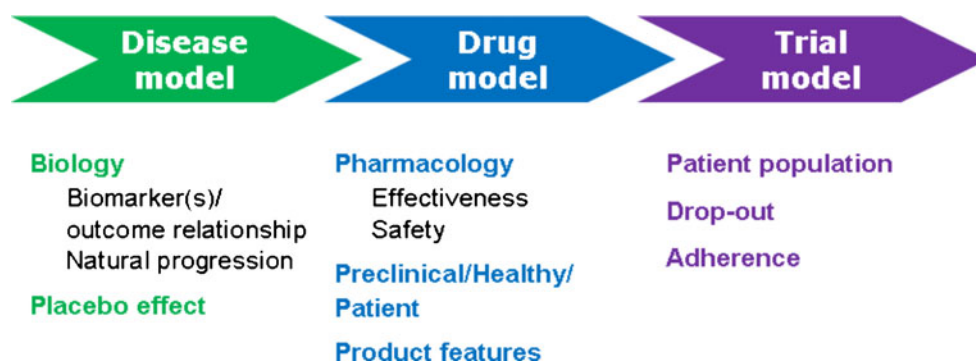 Disease
model
Drug
model
Trial
model
Biology
Biomarker(s)/
outcome relationship
Natural progression
Placebo effect
Pharmacology
Effectiveness
Safety
Preclinical/Healthy/
Patient
Product features
Patient population
Drop-out
Adherence